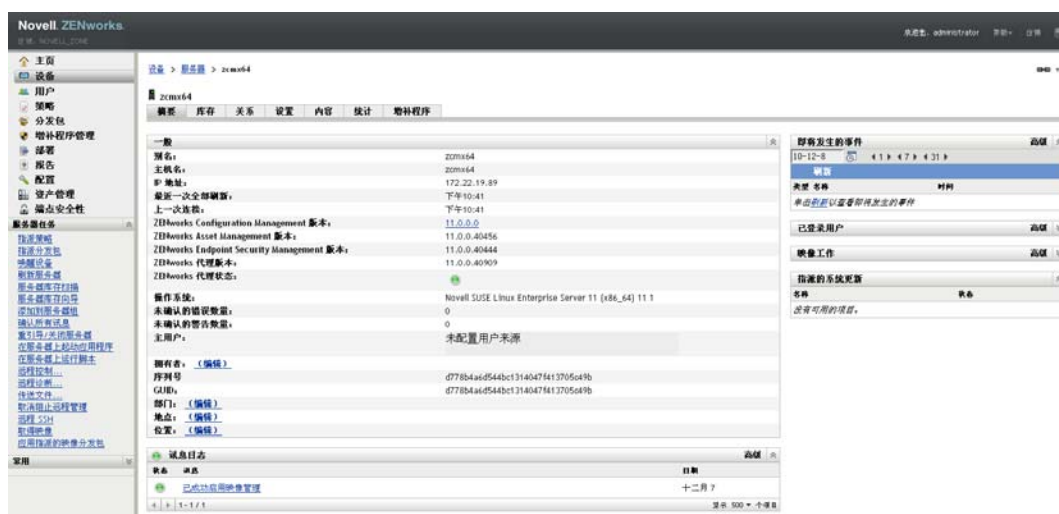 Novell ZENworks.
欢迎您, administrator
主页
设备
用户
策略
分发包
增补程序管理
部署
报告
配置
资产管理
端点安全性
服务器任务
指派策略
指派分发包
唤醒设备
刷新服务器
服务器库存扫描
服务器库存向导
添加到服务器组
确认所有讯息
重引导/关闭服务器
在服务器上起动应用程序
在服务器上运行脚本
远程控制...
远程诊断...
传送文件...
取消阻止远程管理
远程 SSH
取得映像
应用指派的映像分发包
常用
设备 > 服务器 > zcmx64
zcmx64
摘要 库存 关系 设置 内容 统计 增补程序
一般
别名: zcmx64
主机名: zcmx64
IP 地址: 172.22.19.89
最近一次全部刷新: 下午10:41
上一次连接: 下午10:41
ZENworks Configuration Management 版本: 11.0.0.0
ZENworks Asset Management 版本: 11.0.0.40456
ZENworks Endpoint Security Management 版本: 11.0.0.40444
ZENworks 代理版本: 11.0.0.40909
ZENworks 代理状态:
操作系统: Novell SUSE Linux Enterprise Server 11 (x86_64) 11 1
未确认的错误数量: 0
未确认的警告数量: 0
主用户: 未配置用户来源
拥有者: (编辑)
序列号 d778b4a6d544bc1314047f413705c49b
GUID: d778b4a6d544bc1314047f413705c49b
部门: (编辑)
地点: (编辑)
位置: (编辑)
讯息日志 高级
状态 讯息 日期
已成功启用映像管理 十二月 7
1 - 1 / 1 显示 500 个项目
即将发生的事件 高级
10-12-8 1 7 31
刷新
类型 名称 时间
单击刷新以查看即将发生的事件
已登录用户 高级
映像工作 高级
指派的系统更新
名称 状态
没有可用的项目。